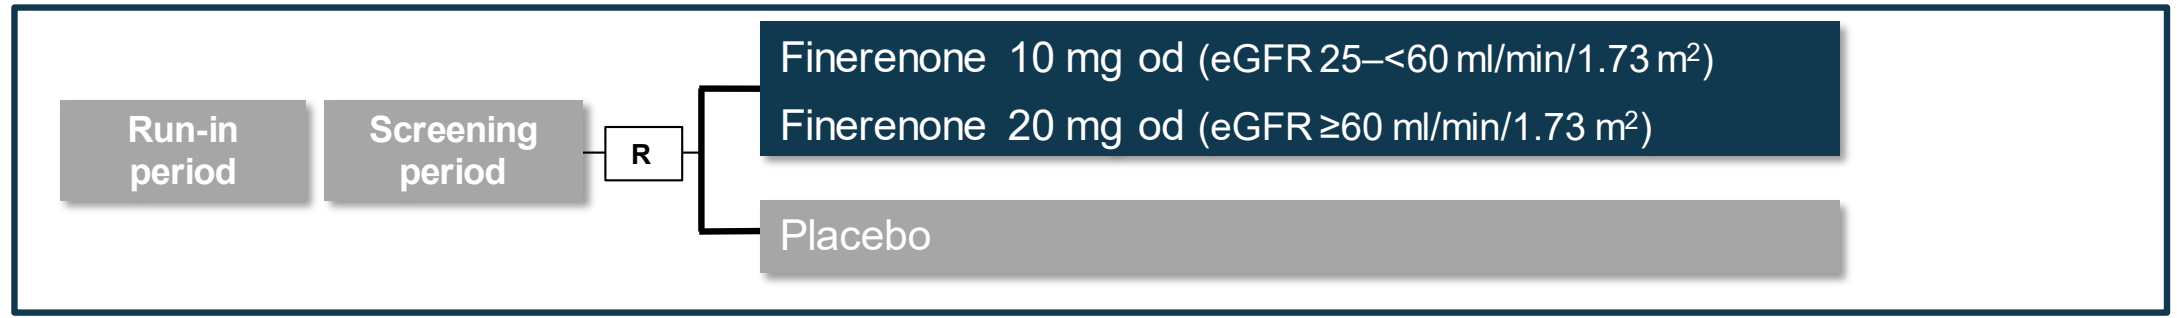 Run-in
period
Screening
period
R
Finerenone 10 mg od (eGFR 25–<60 ml/min/1.73 m²)
Finerenone 20 mg od (eGFR ≥60 ml/min/1.73 m²)
Placebo